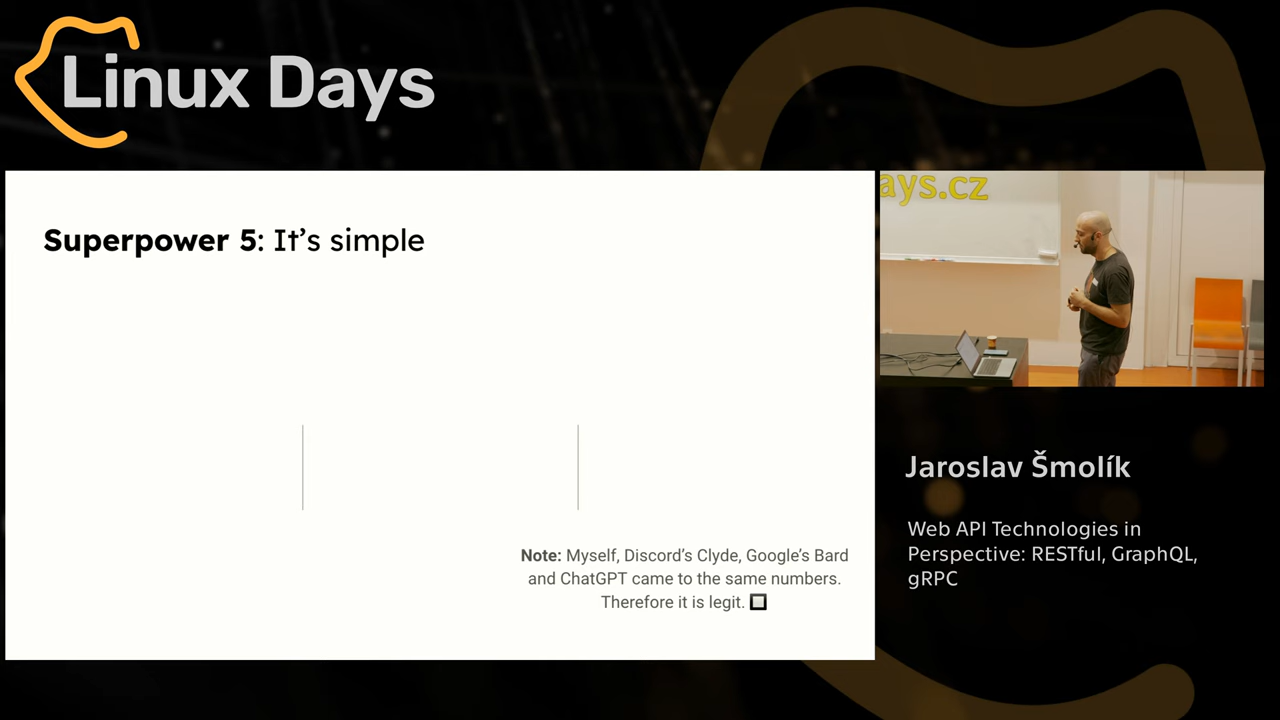 Linux Days
Superpower 5: It’s simple
Note: Myself, Discord’s Clyde, Google’s Bard
and ChatGPT came to the same numbers.
Therefore it is legit.
ays.cz
Jaroslav Šmolík
Web API Technologies in
Perspective: RESTful, GraphQL,
gRPC